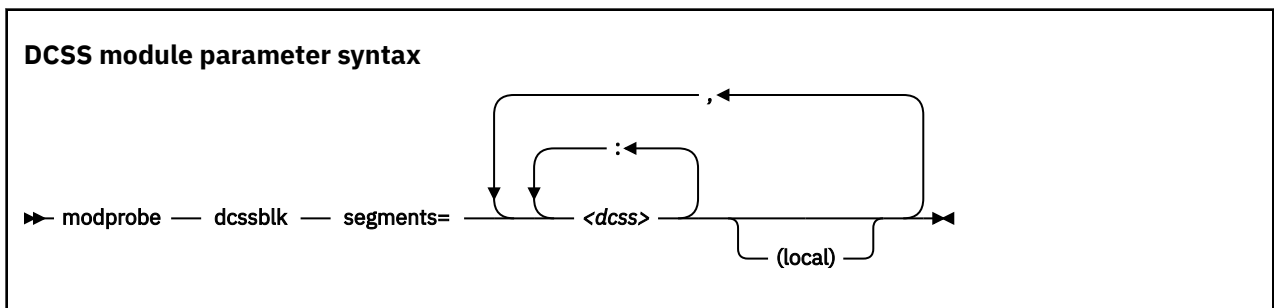 DCSS module parameter syntax
,
:
modprobe dcssblk segments= <dcss>
(local)